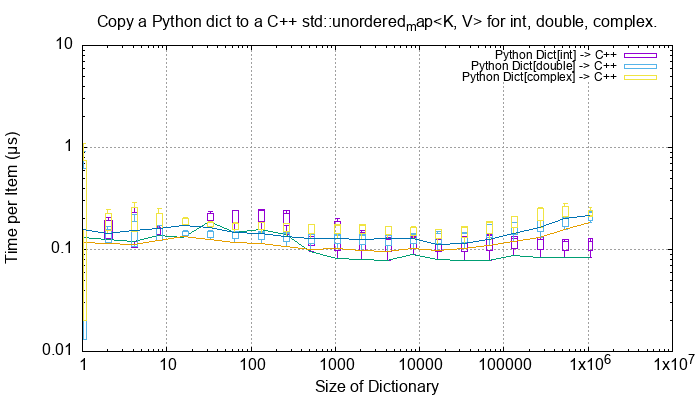 Copy a Python dict to a C++ std::unordered_map<K, V> for int, double, complex.
10
Python Dict[int] -> C++
Python Dict[double] -> C++
Python Dict[complex] -> C++
1
Time per Item (µs)
0.1
0.01
1 10 100 1000 10000 100000 1x10^6 1x10^7
Size of Dictionary